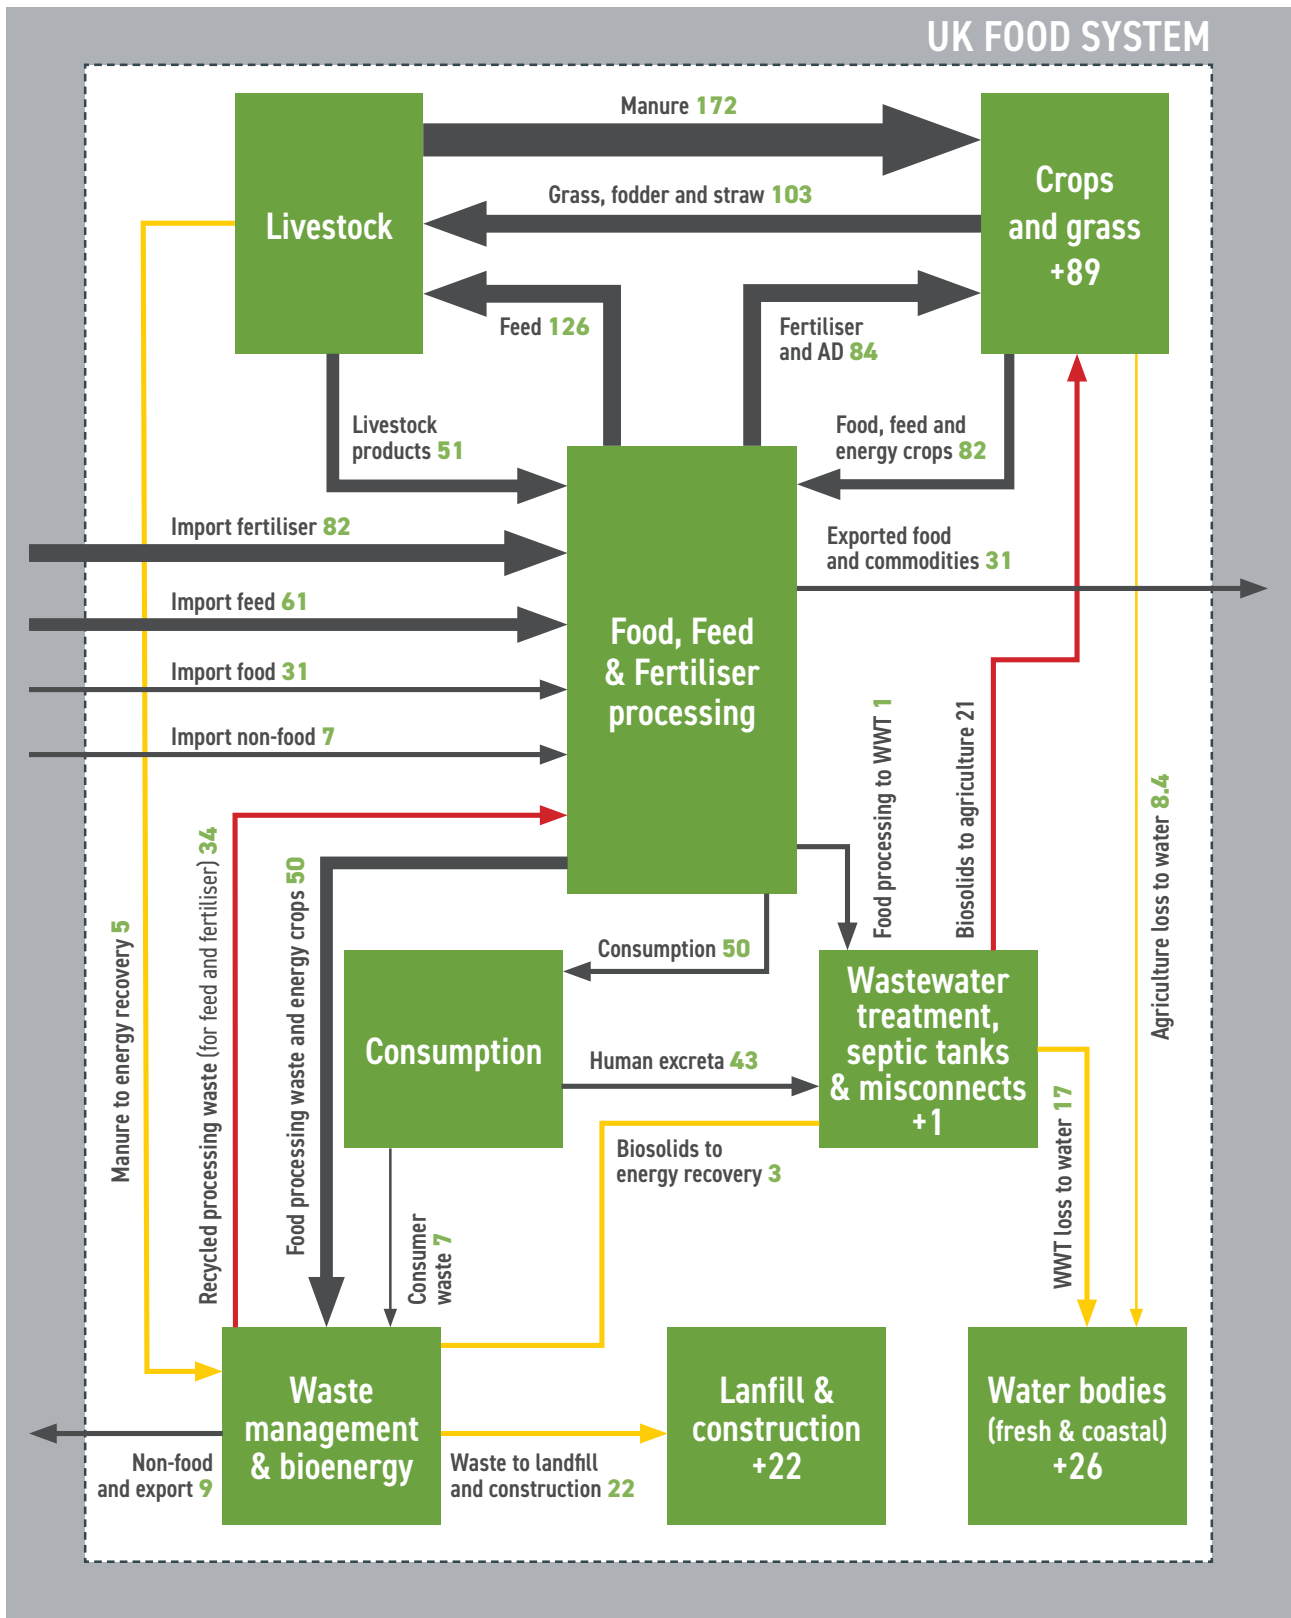 UK FOOD SYSTEM
Manure 172
Livestock
Grass, fodder and straw 103
Crops
and grass
+89
Feed 126
Fertiliser
and AD 84
Livestock
products 51
Food, feed and
energy crops 82
Import fertiliser 82
Exported food
and commodities 31
Import feed 61
Import food 31
Import non-food 7
Food, Feed
& Fertiliser
processing
Food processing to WWT 1
Biosolids to agriculture 21
Agriculture loss to water 8.4
Manure to energy recovery 5
Recycled processing waste (for feed and fertiliser) 34
Food processing waste and energy crops 50
Consumption 50
Consumption
Human excreta 43
Wastewater
treatment,
septic tanks
& misconnects
+1
Biosolids to
energy recovery 3
Consumer
waste 7
WWT loss to water 17
Waste
management
& bioenergy
Lanfill &
construction
+22
Water bodies
(fresh & coastal)
+26
Non-food
and export 9
Waste to landfill
and construction 22